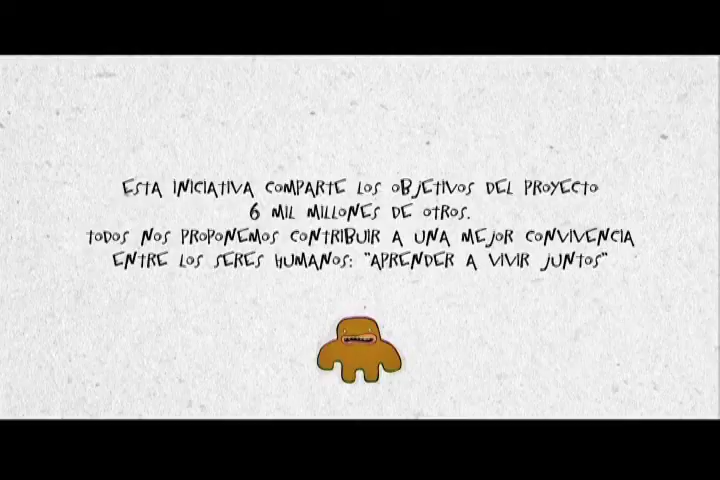 ESTA INICIATIVA COMPARTE LOS OBJETIVOS DEL PROYECTO
6 MIL MILLONES DE OTROS.
TODOS NOS PROPONEMOS CONTRIBUIR A UNA MEJOR CONVIVENCIA
ENTRE LOS SERES HUMANOS: "APRENDER A VIVIR JUNTOS"